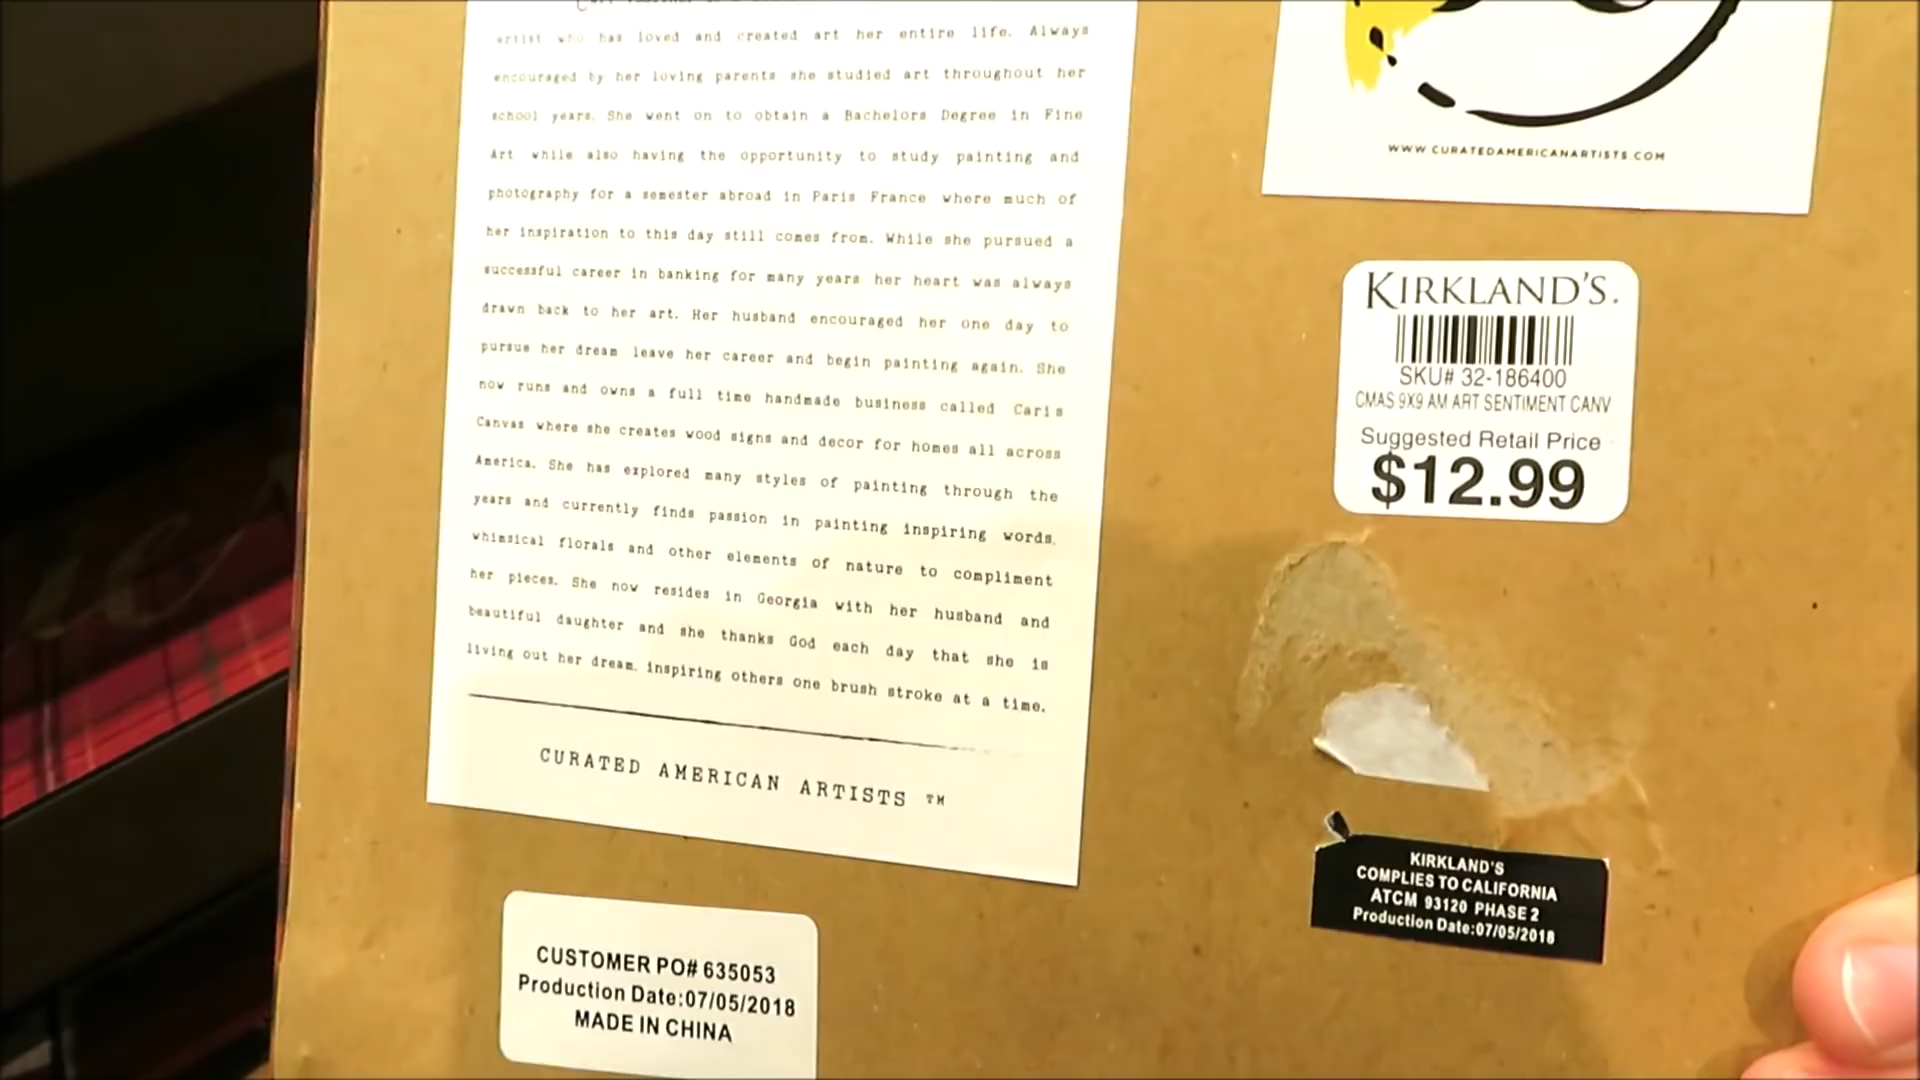 artist who has loved and created art her entire life. Always
encouraged by her loving parents she studied art throughout her
school years. She went on to obtain a Bachelors Degree in Fine
Art while also having the opportunity to study painting and
photography for a semester abroad in Paris France where much of
her inspiration to this day still comes from. While she pursued a
successful career in banking for many years her heart was always
drawn back to her art. Her husband encouraged her one day to
pursue her dream leave her career and begin painting again. She
now runs and owns a full time handmade business called Caris
Canvas where she creates wood signs and decor for homes all across
America. She has explored many styles of painting through the
years and currently finds passion in painting inspiring words,
whimsical florals and other elements of nature to compliment
her pieces. She now resides in Georgia with her husband and
beautiful daughter and she thanks God each day that she is
living out her dream, inspiring others one brush stroke at a time.
CURATED AMERICAN ARTISTS ™
CUSTOMER PO# 635053
Production Date:07/05/2018
MADE IN CHINA
WWW.CURATEDAMERICANARTISTS.COM
KIRKLAND'S.
SKU# 32-186400
CMAS 9X9 AM ART SENTIMENT CANV
Suggested Retail Price
$12.99
KIRKLAND'S
COMPLIES TO CALIFORNIA
ATCM 93120 PHASE 2
Production Date:07/05/2018